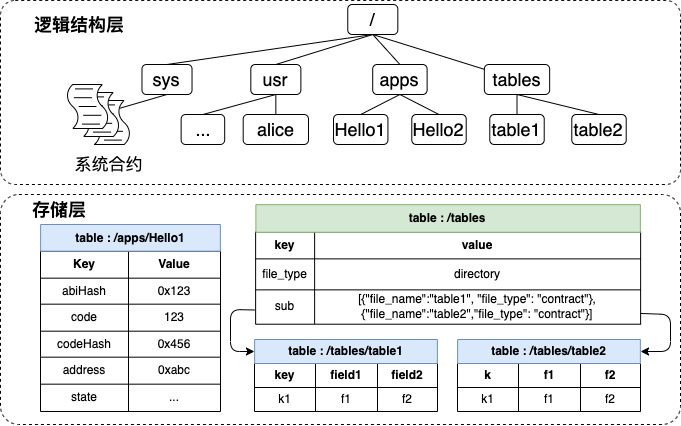 逻辑结构层
/
sys usr apps tables
... alice Hello1 Hello2 table1 table2
系统合约
存储层
table : /apps/Hello1
Key Value
abiHash 0x123
code 123
codeHash 0x456
address 0xabc
state ...
table : /tables
key value
file_type directory
sub [{"file_name":"table1", "file_type": "contract"},
{"file_name":"table2","file_type": "contract"}]
table : /tables/table1
key field1 field2
k1 f1 f2
table : /tables/table2
k f1 f2
k1 f1 f2